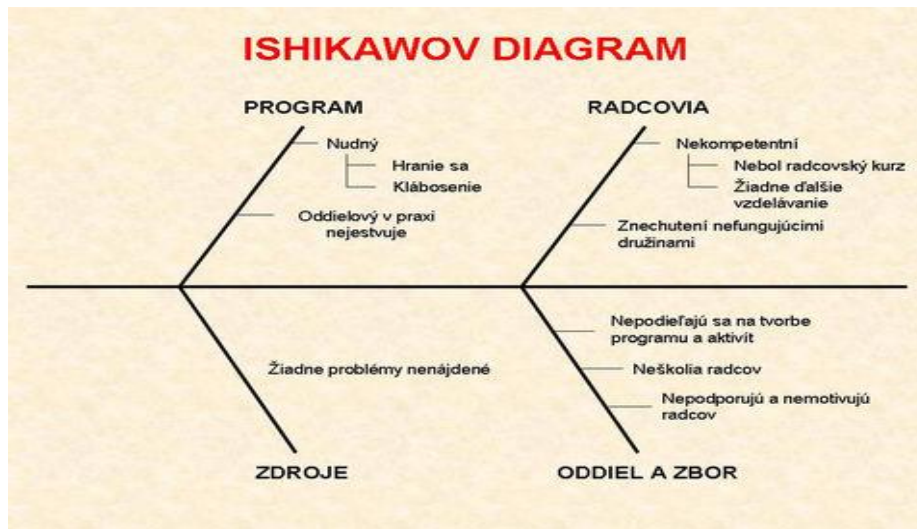 ISHIKAWOV DIAGRAM
PROGRAM
Nudný
Hranie sa
Klábosenie
Oddielový v praxi
nejestvuje
RADCOVIA
Nekompetentní
Nebol radcovský kurz
Žiadne ďalšie
vzdelávanie
Znechutení nefungujúcimi
družinami
Žiadne problémy nenájdené
ZDROJE
Nepodieľajú sa na tvorbe
programu a aktivít
Neškolia radcov
Nepodporujú a nemotivujú
radcov
ODDIEL A ZBOR